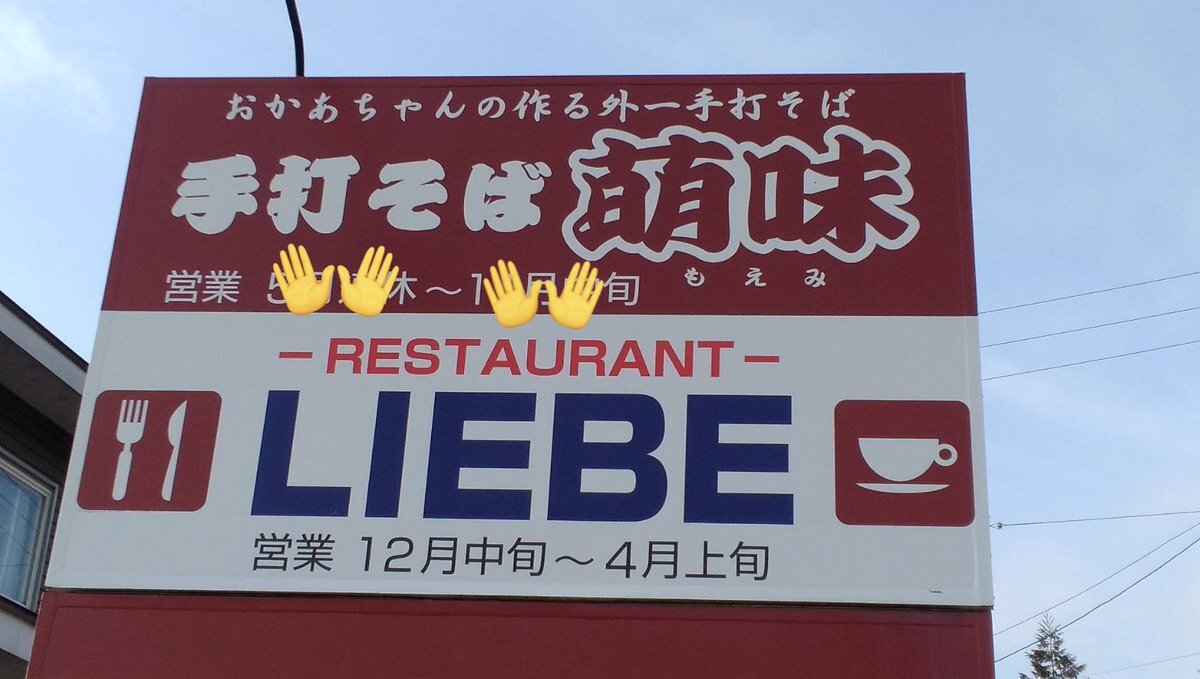 おかあちゃんの作る外一手打そば
手打そば 萌味
もえみ
営業 休～ 旬
－RESTAURANT－
LIEBE
営業 12月中旬～4月上旬